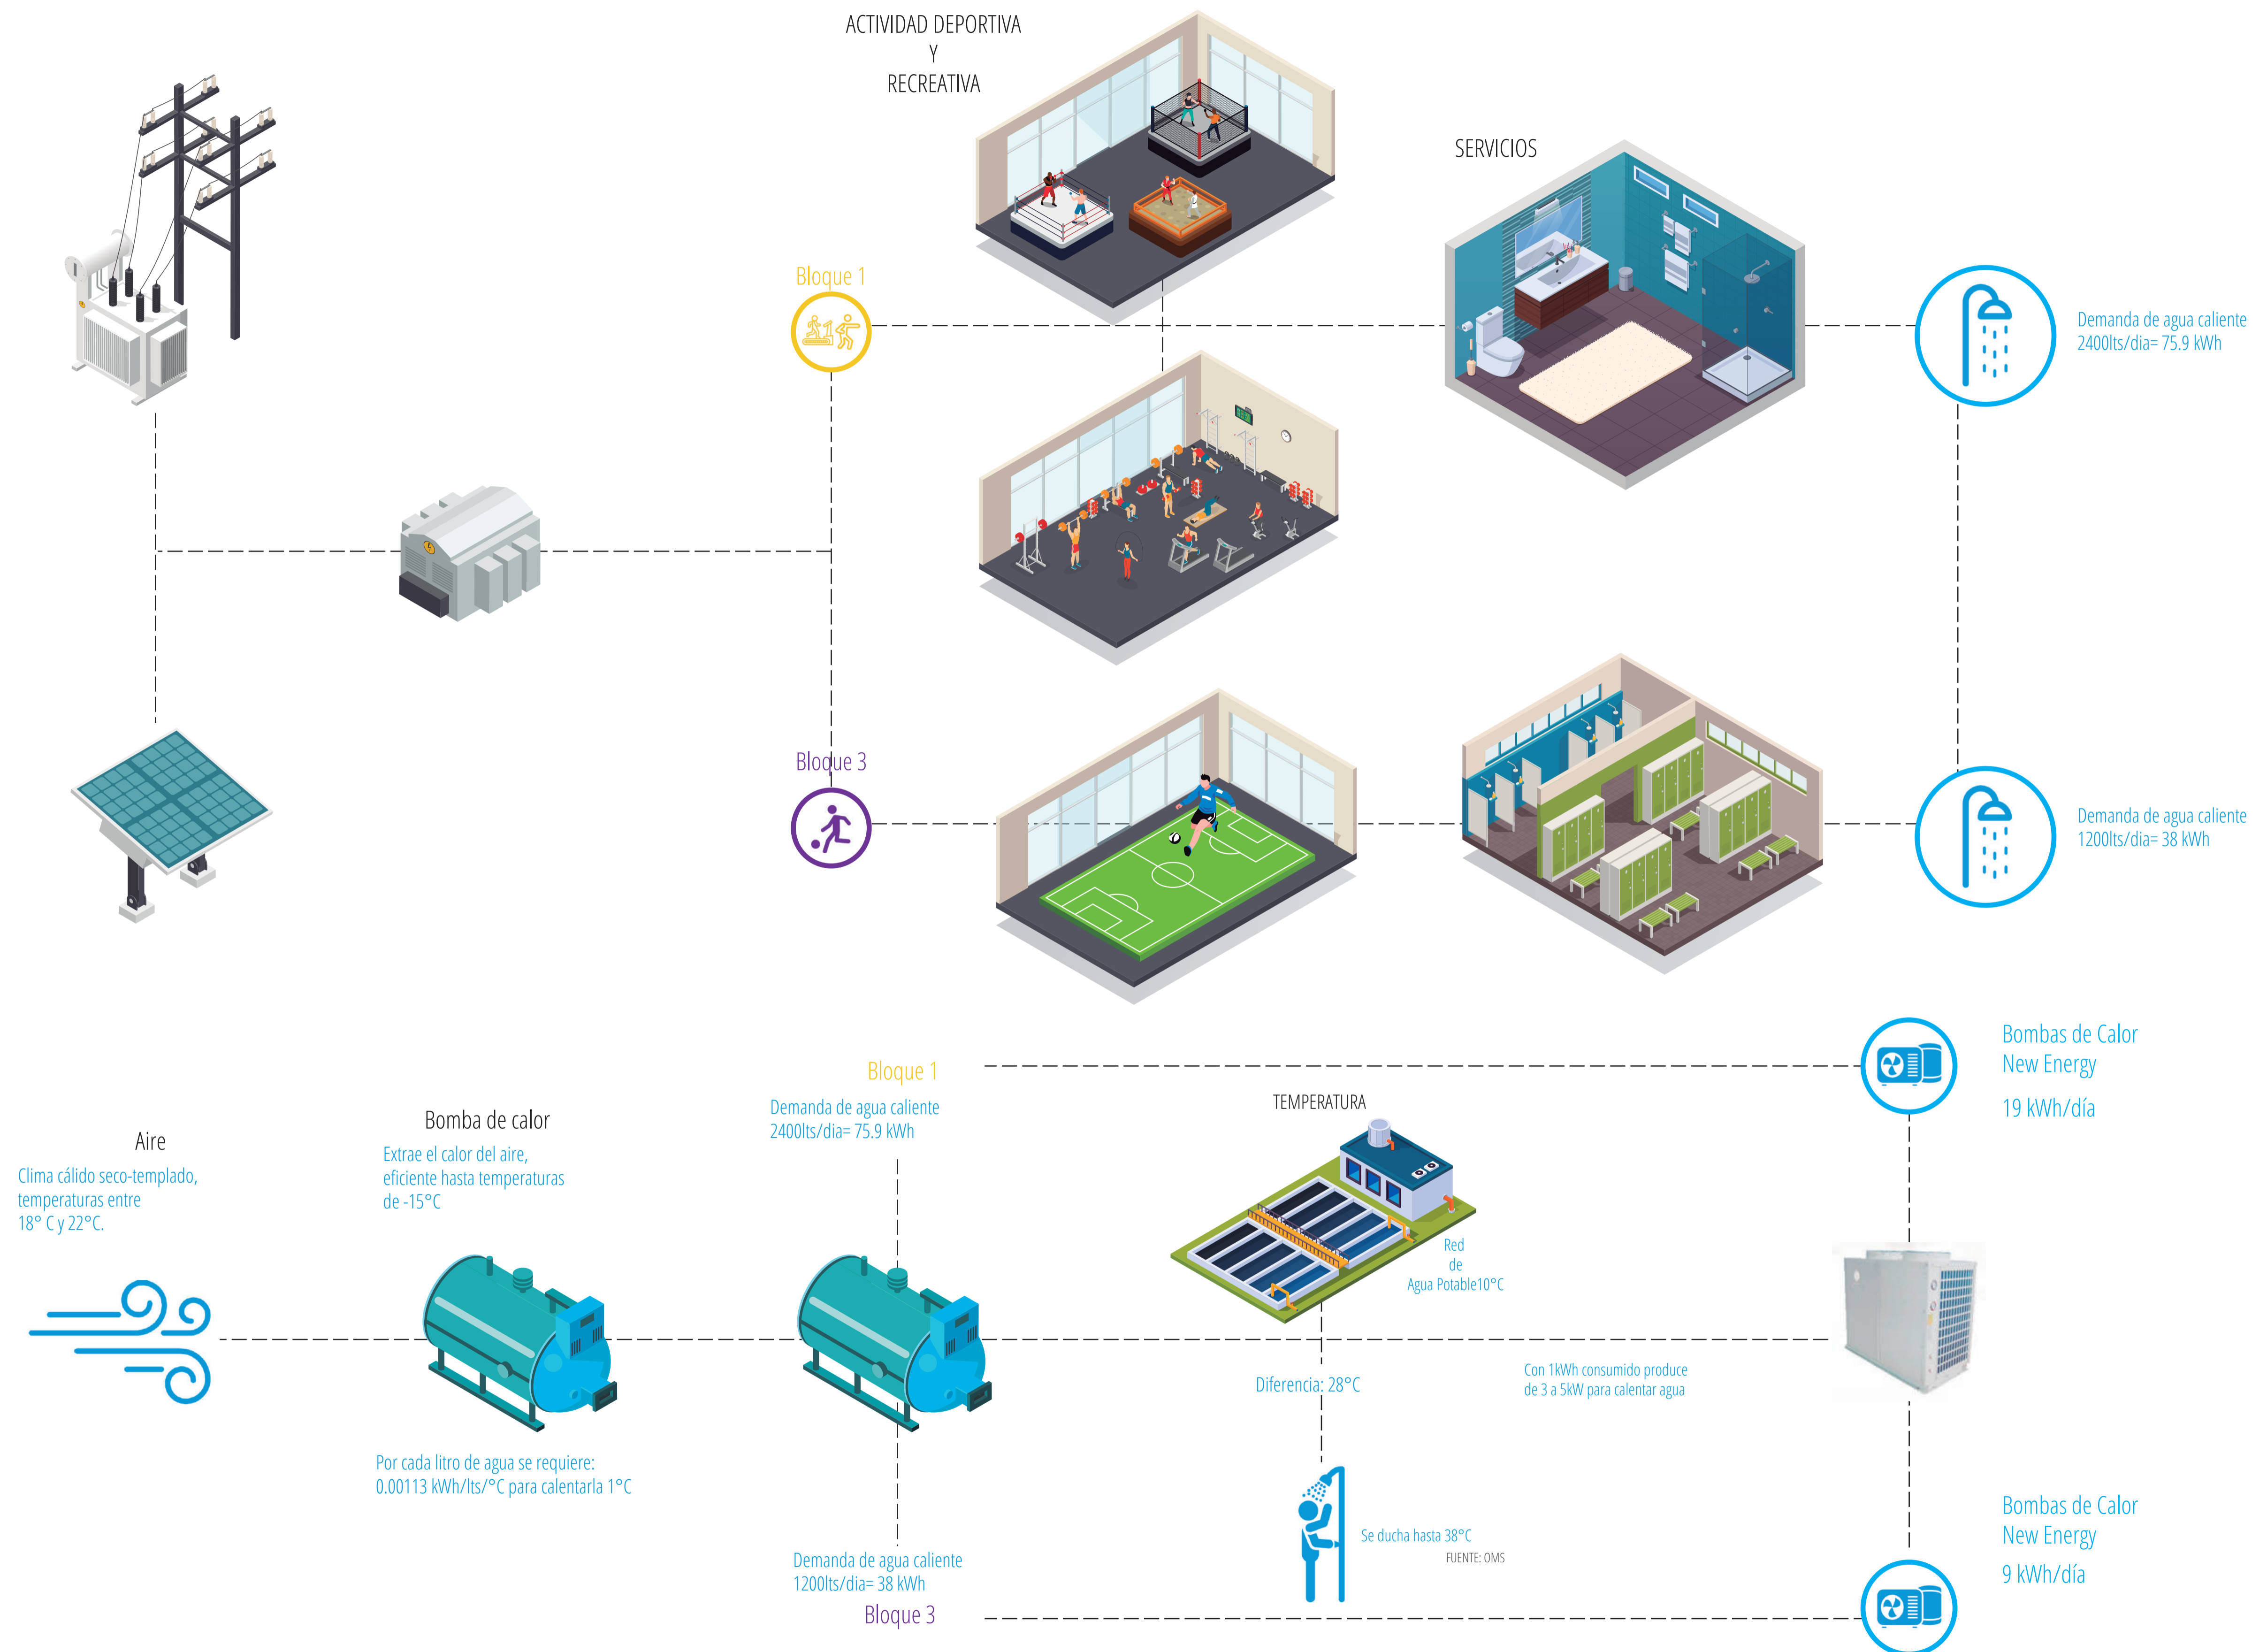 ACTIVIDAD DEPORTIVA
Y
RECREATIVA
SERVICIOS
Bloque 1
Demanda de agua caliente
2400lts/dia= 75.9 kWh
Bloque 3
Demanda de agua caliente
1200lts/dia= 38 kWh
Bombas de Calor
New Energy
19 kWh/día
Bloque 1
Demanda de agua caliente
2400lts/dia= 75.9 kWh
TEMPERATURA
Bomba de calor
Extrae el calor del aire,
eficiente hasta temperaturas
de -15°C
Aire
Clima cálido seco-templado,
temperaturas entre
18° C y 22°C.
Red
de
Agua Potable10°C
Diferencia: 28°C
Con 1kWh consumido produce
de 3 a 5kW para calentar agua
Por cada litro de agua se requiere:
0.00113 kWh/lts/°C para calentarla 1°C
Se ducha hasta 38°C
FUENTE: OMS
Demanda de agua caliente
1200lts/dia= 38 kWh
Bloque 3
Bombas de Calor
New Energy
9 kWh/día